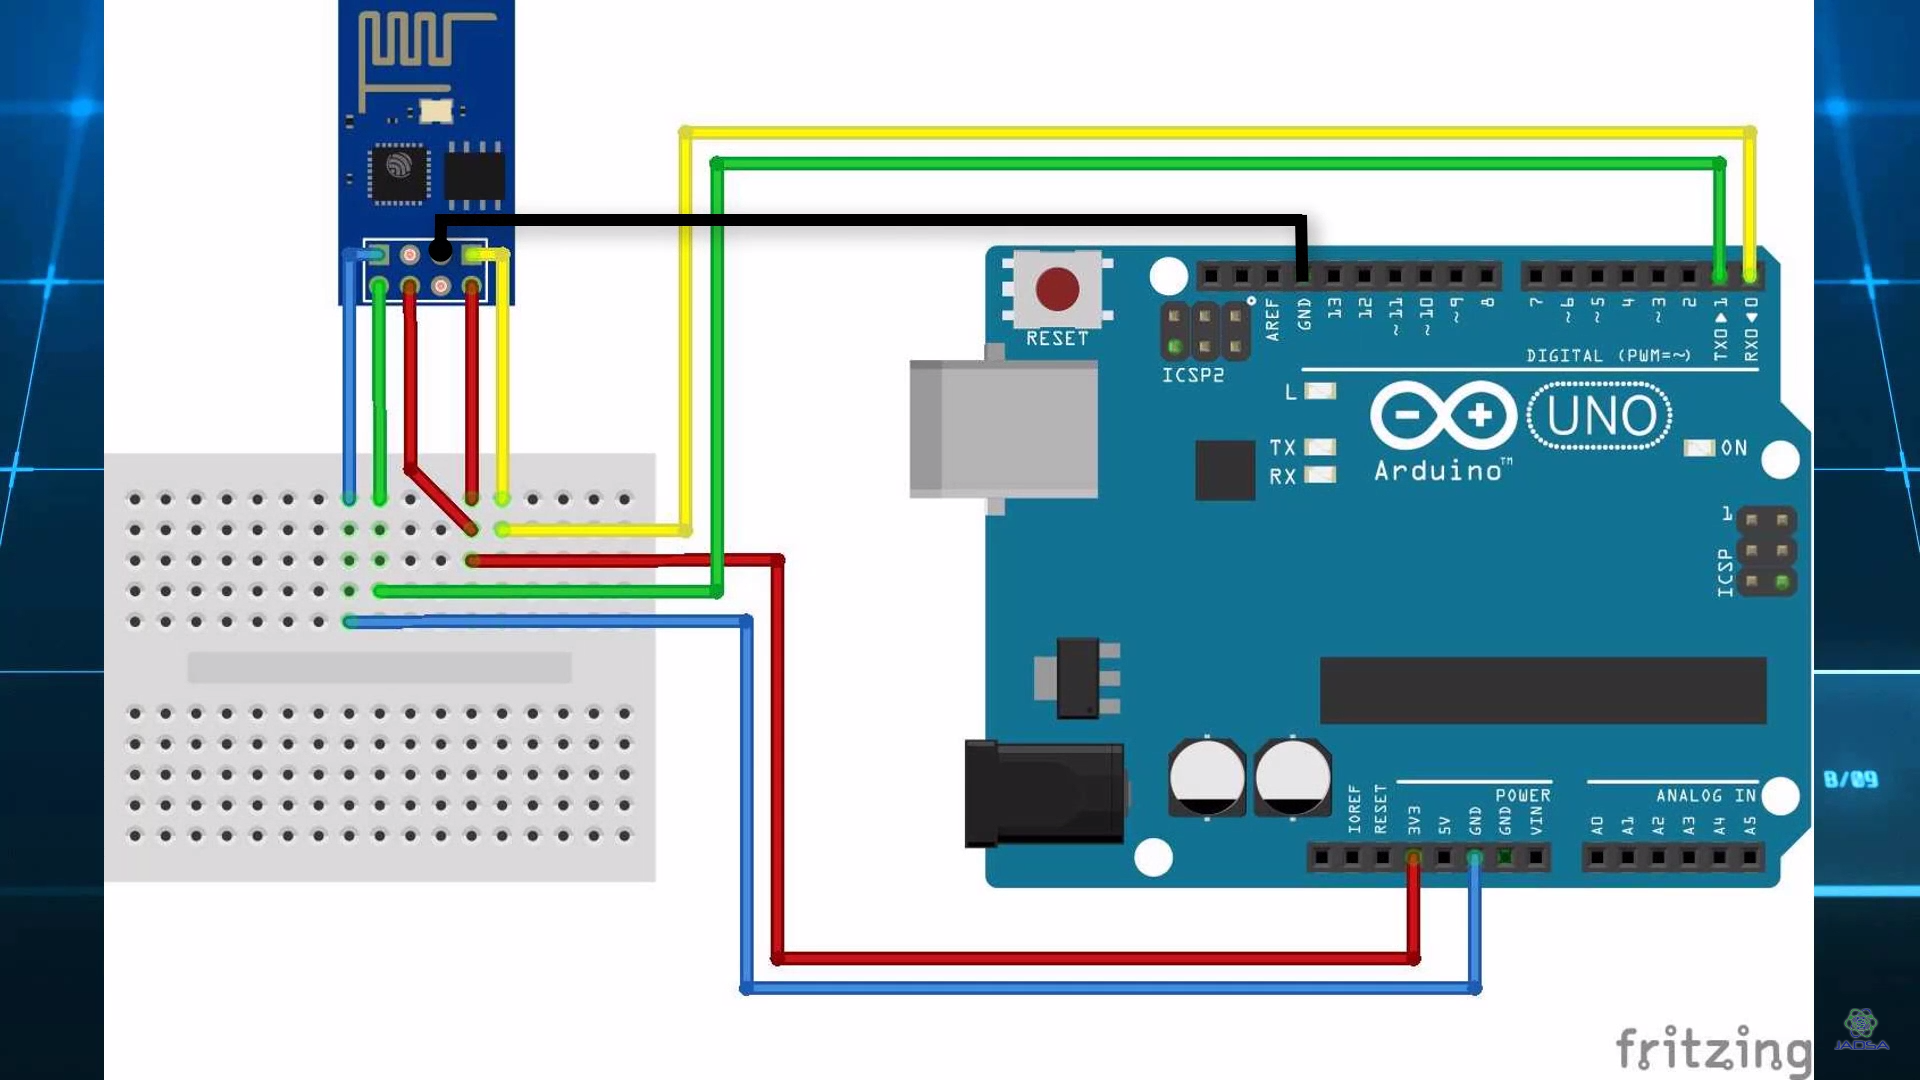 RESET
ICSP2
AREF
GND
13
12
~11
~10
~9
8
7
~6
~5
4
~3
2
TX0▶1
RX0◀0
DIGITAL (PWM=~)
L
TX
RX
Arduino™
UNO
ON
1
ICSP
IOREF
RESET
3V3
5V
GND
GND
VIN
POWER
ANALOG IN
A0
A1
A2
A3
A4
A5
8/09
JADSA
fritzing